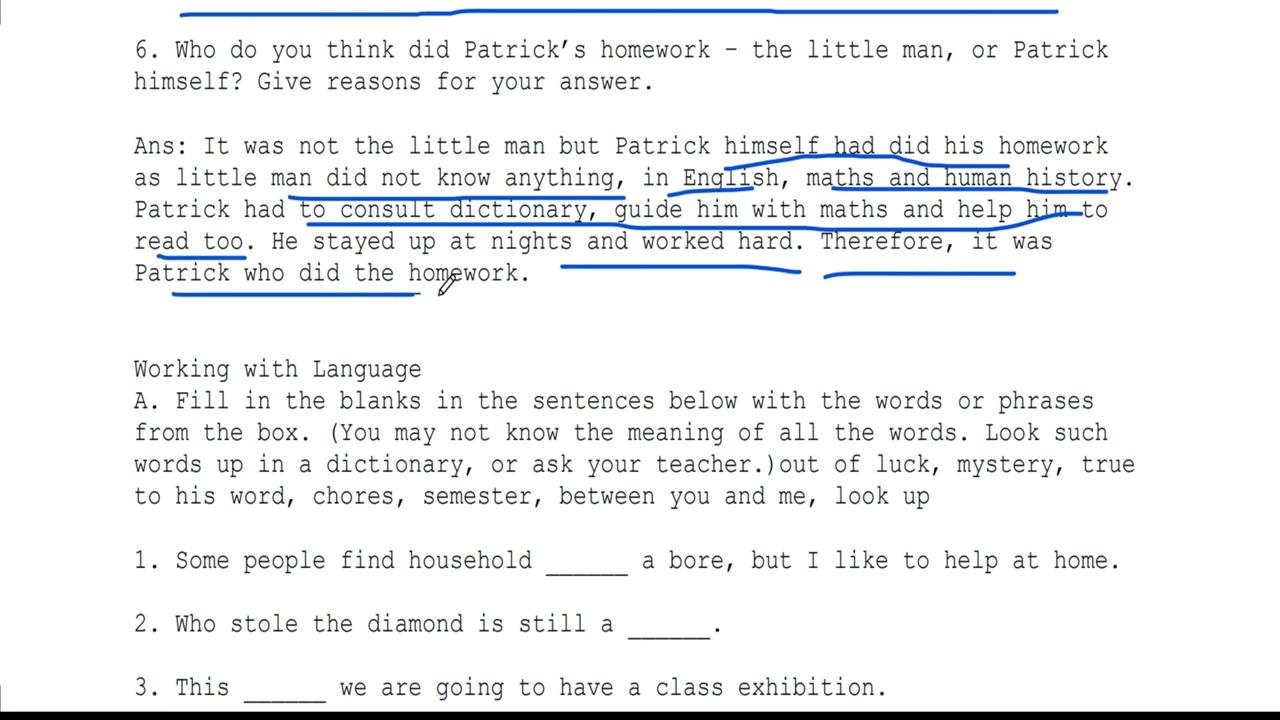 6. Who do you think did Patrick's homework – the little man, or Patrick
himself? Give reasons for your answer.
Ans: It was not the little man but Patrick himself had did his homework
as little man did not know anything, in English, maths and human history.
Patrick had to consult dictionary, guide him with maths and help him to
read too. He stayed up at nights and worked hard. Therefore, it was
Patrick who did the homework.
Working with Language
A. Fill in the blanks in the sentences below with the words or phrases
from the box. (You may not know the meaning of all the words. Look such
words up in a dictionary, or ask your teacher.)out of luck, mystery, true
to his word, chores, semester, between you and me, look up
1. Some people find household ______ a bore, but I like to help at home.
2. Who stole the diamond is still a ______.
3. This ______ we are going to have a class exhibition.